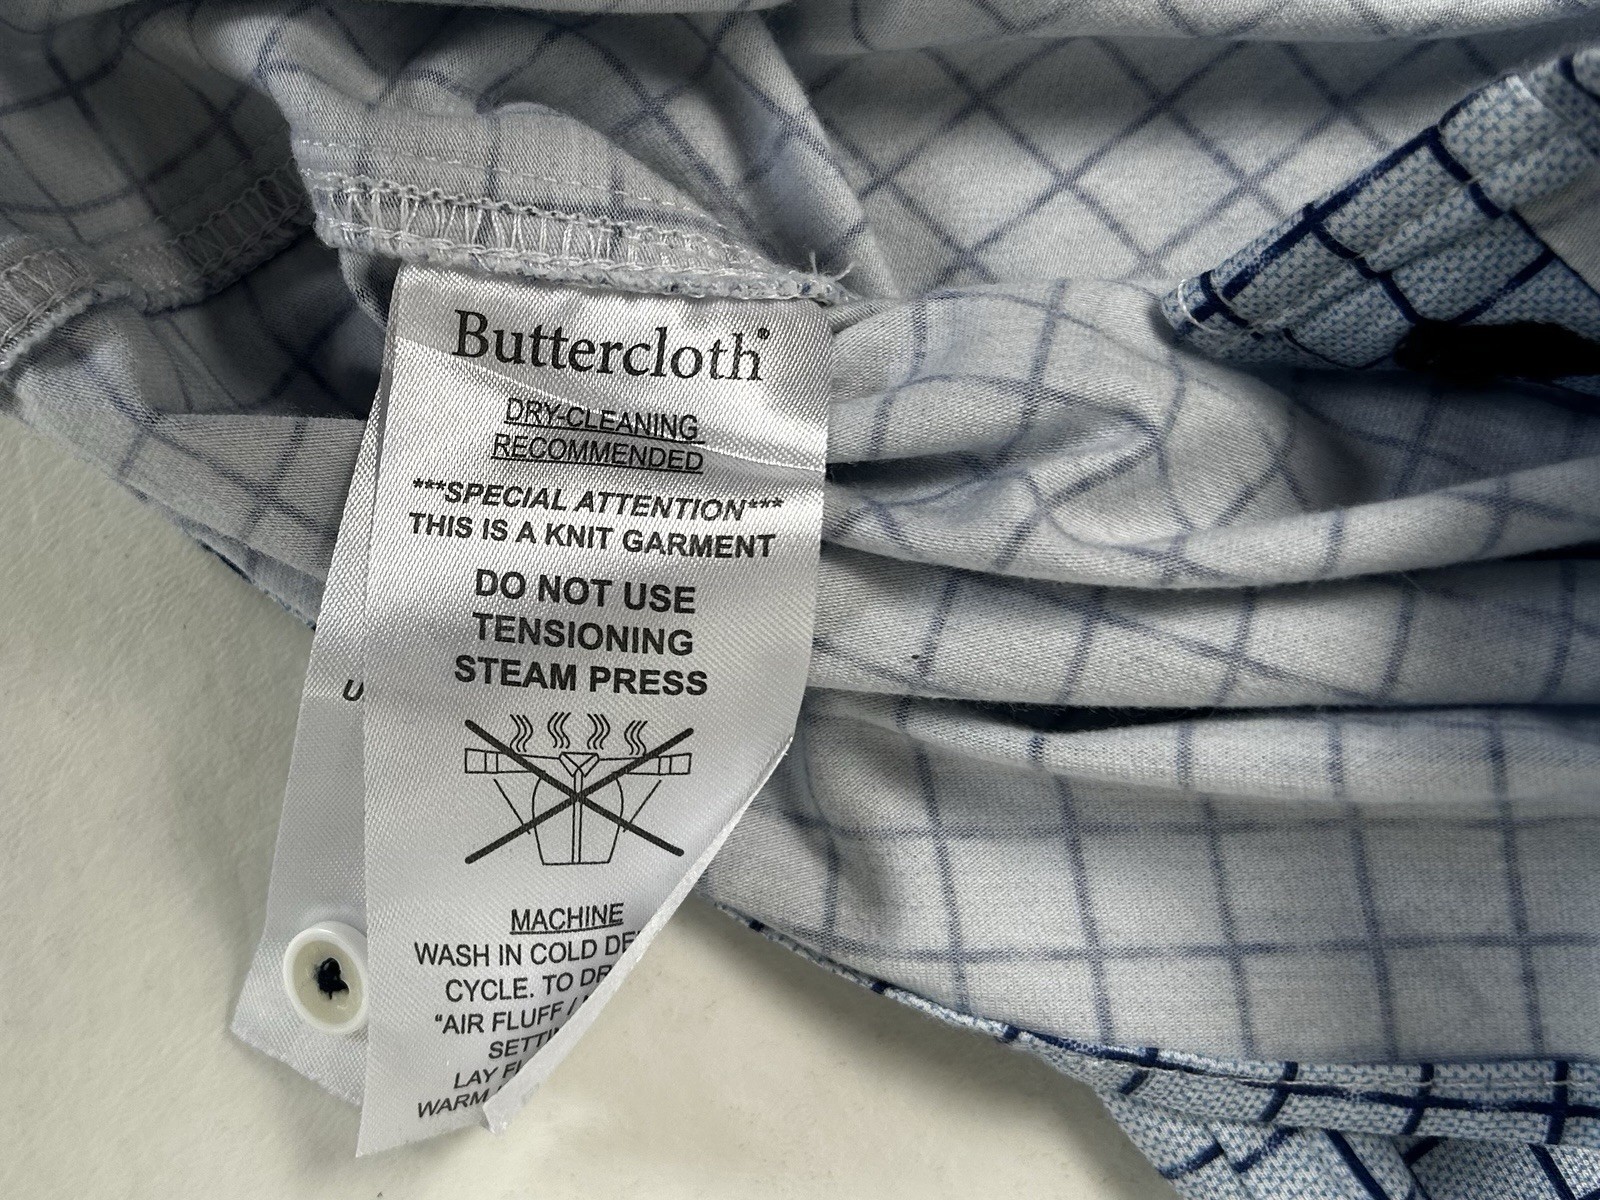 Buttercloth®
DRY-CLEANING
RECOMMENDED
***SPECIAL ATTENTION***
THIS IS A KNIT GARMENT
DO NOT USE
TENSIONING
STEAM PRESS
MACHINE
WASH IN COLD
CYCLE. TO
"AIR FLUFF /
LAY
WARM